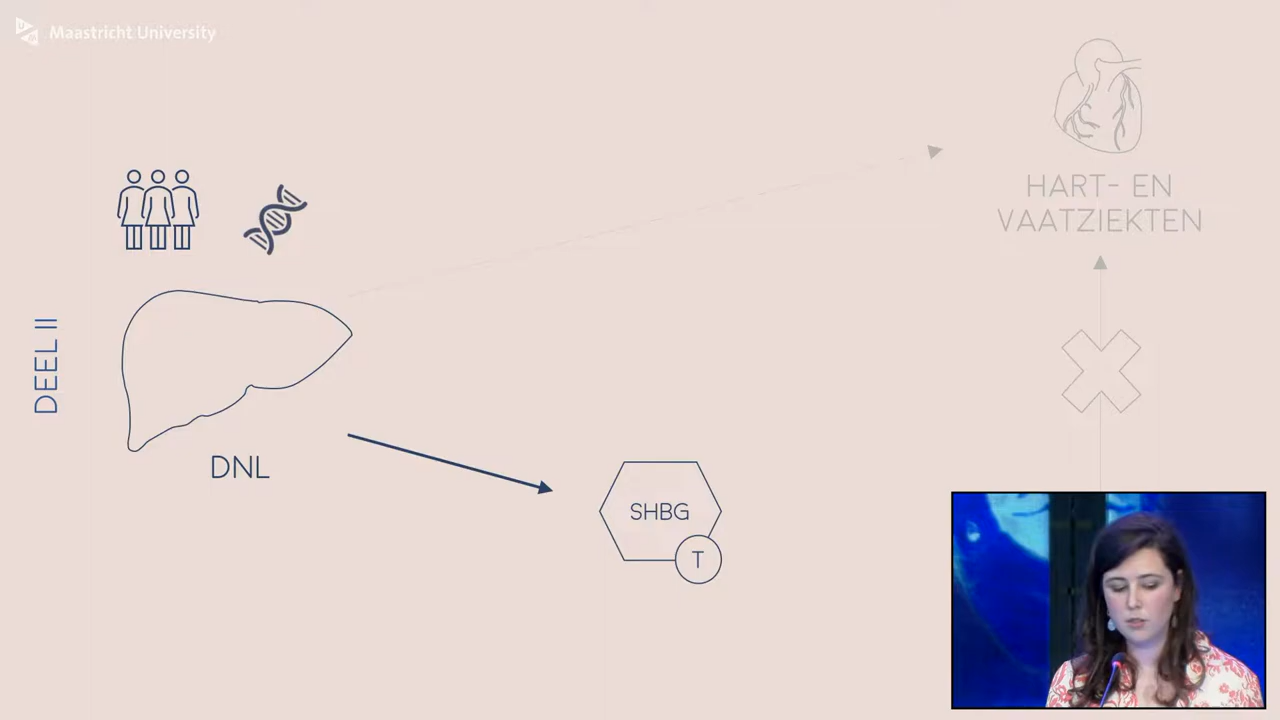 Maastricht University
HART- EN
VAATZIEKTEN
DEEL II
DNL
SHBG
T